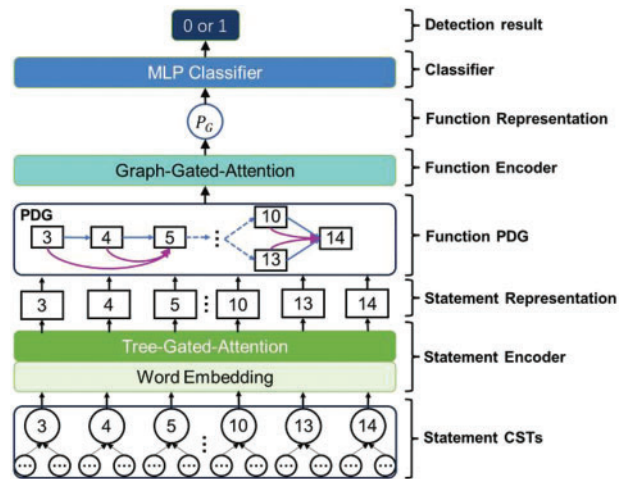 0 or 1
Detection result
MLP Classifier
Classifier
P_G
Function Representation
Graph-Gated-Attention
Function Encoder
PDG
3 4 5 ⋮ 10 13 14
Function PDG
3 4 5 ⋮ 10 13 14
Statement Representation
Tree-Gated-Attention
Word Embedding
Statement Encoder
3 4 5 ⋮ 10 13 14
... ... ... ... ... ... ... ... ... ... ... ...
Statement CSTs